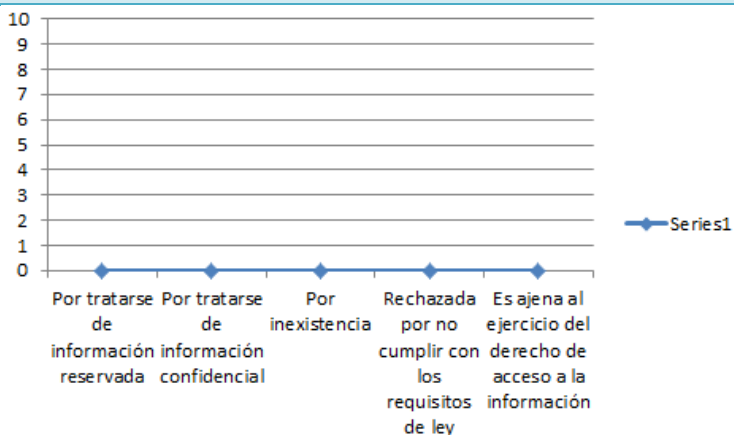 10
9
8
7
6
5
4
3
2
1
0
Por tratarse
de
información
reservada
Por tratarse
de
información
confidencial
Por
inexistencia
Rechazada
por no
cumplir con
los
requisitos
de ley
Es ajena al
ejercicio del
derecho de
acceso a la
información
Series1